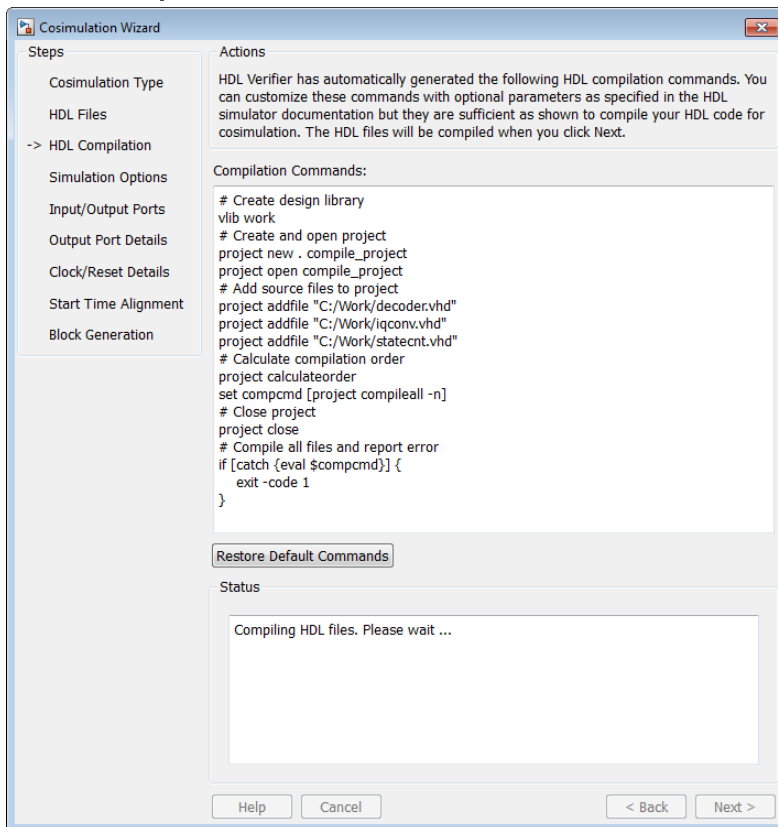 Cosimulation Wizard
Steps
Cosimulation Type
HDL Files
-> HDL Compilation
Simulation Options
Input/Output Ports
Output Port Details
Clock/Reset Details
Start Time Alignment
Block Generation
Actions
HDL Verifier has automatically generated the following HDL compilation commands. You
can customize these commands with optional parameters as specified in the HDL
simulator documentation but they are sufficient as shown to compile your HDL code for
cosimulation. The HDL files will be compiled when you click Next.
Compilation Commands:
# Create design library
vlib work
# Create and open project
project new . compile_project
project open compile_project
# Add source files to project
project addfile "C:/Work/decoder.vhd"
project addfile "C:/Work/iqconv.vhd"
project addfile "C:/Work/statecnt.vhd"
# Calculate compilation order
project calculateorder
set compcmd [project compileall -n]
# Close project
project close
# Compile all files and report error
if [catch {eval $compcmd}] {
exit -code 1
}
Restore Default Commands
Status
Compiling HDL files. Please wait ...
Help Cancel < Back Next >